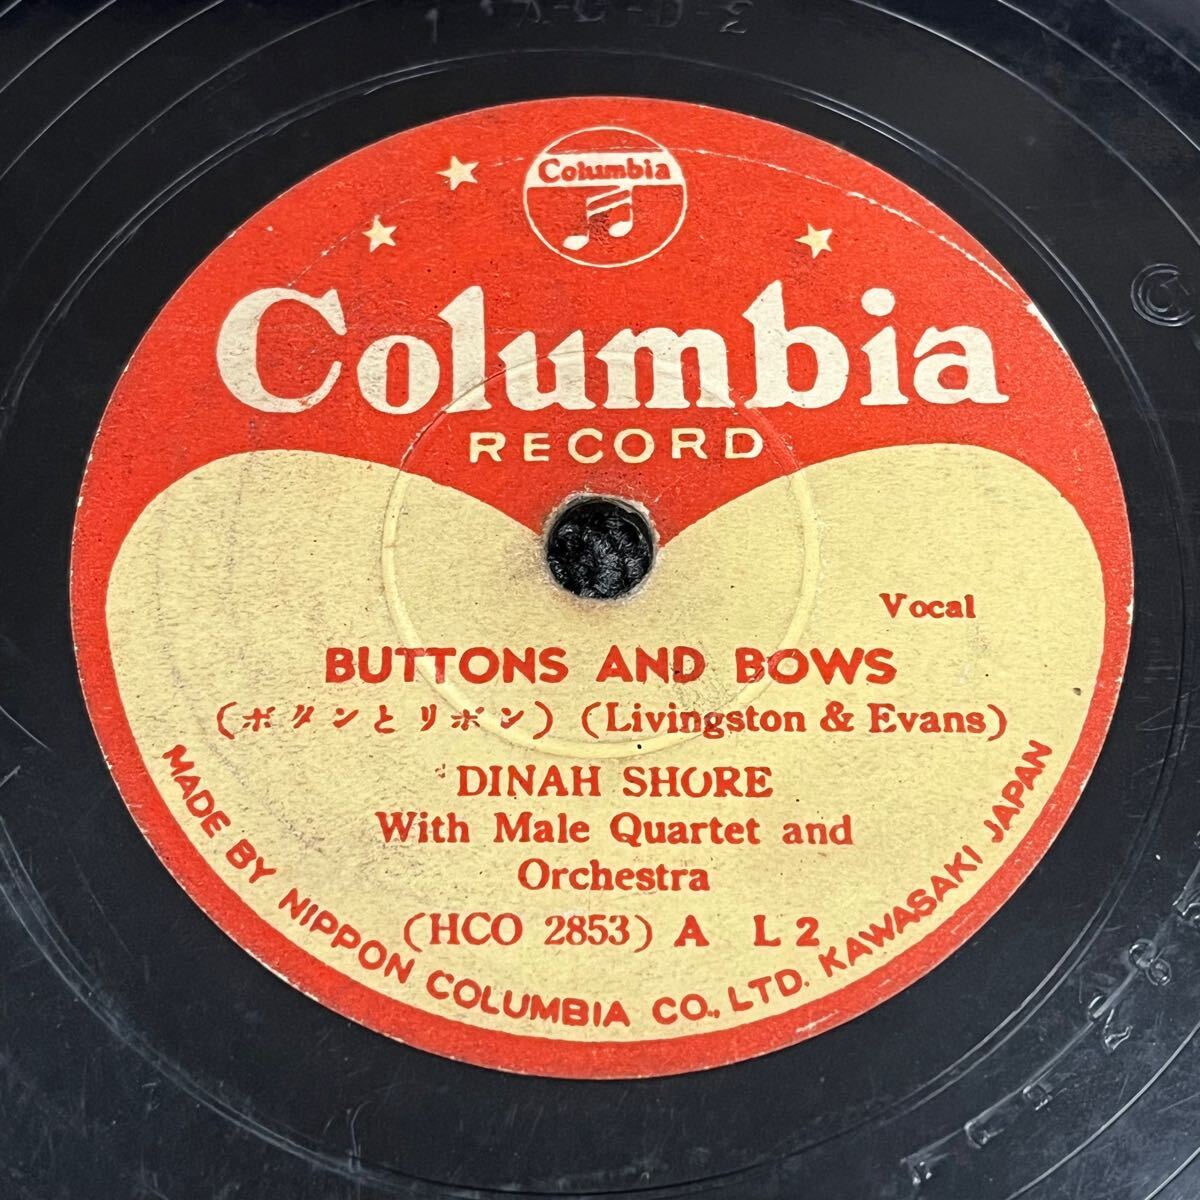 Columbia
Columbia
RECORD
Vocal
BUTTONS AND BOWS
(ボタンとリボン) (Livingston & Evans)
DINAH SHORE
With Male Quartet and
Orchestra
(HCO 2853) A L2
MADE BY NIPPON COLUMBIA CO., LTD. KAWASAKI JAPAN